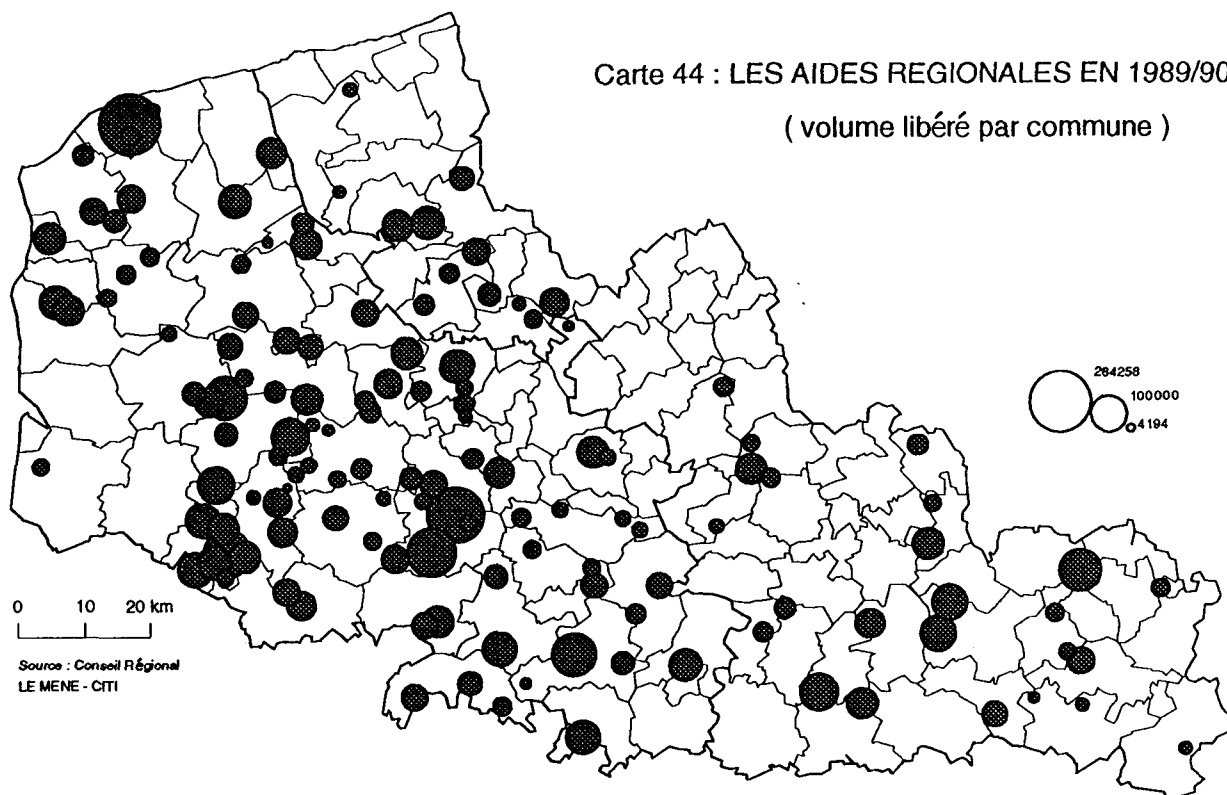 Carte 44 : LES AIDES REGIONALES EN 1989/90
( volume libéré par commune )
284258
100000
4194
0 10 20 km
Source : Conseil Régional
LE MENE - CITI